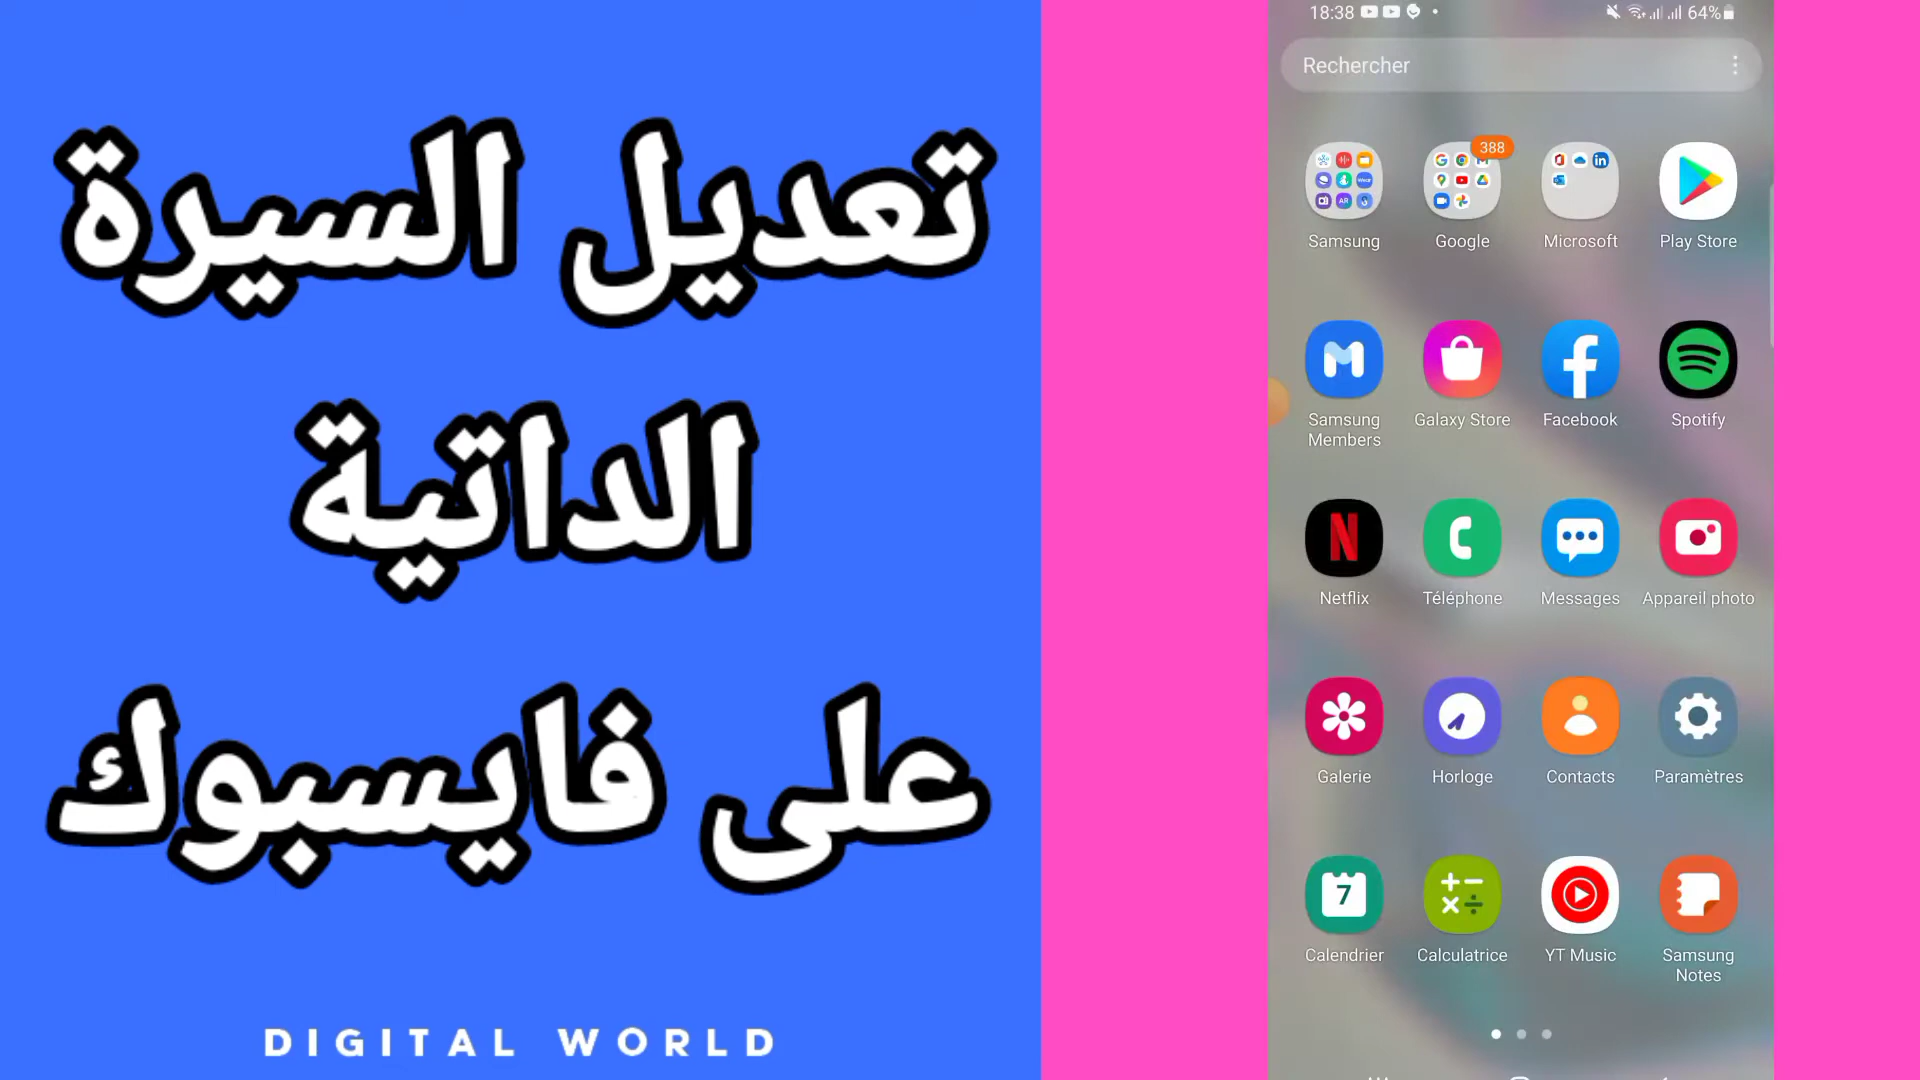 تعديل السيرة
الداتية
على فايسبوك
DIGITAL WORLD
18:38
64%
Rechercher
388
Samsung
Google
Microsoft
Play Store
Samsung Members
Galaxy Store
Facebook
Spotify
Netflix
Téléphone
Messages
Appareil photo
Galerie
Horloge
Contacts
Paramètres
7
Calendrier
Calculatrice
YT Music
Samsung Notes